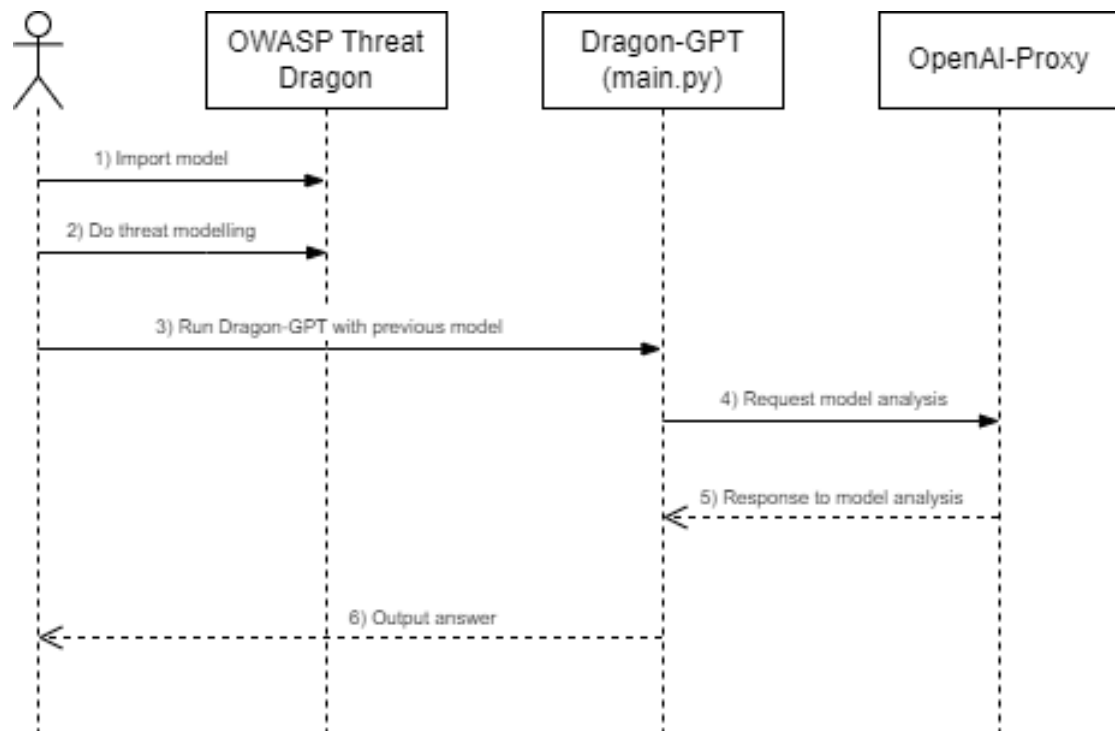 OWASP Threat
Dragon
Dragon-GPT
(main.py)
OpenAI-Proxy
1) Import model
2) Do threat modelling
3) Run Dragon-GPT with previous model
4) Request model analysis
5) Response to model analysis
6) Output answer